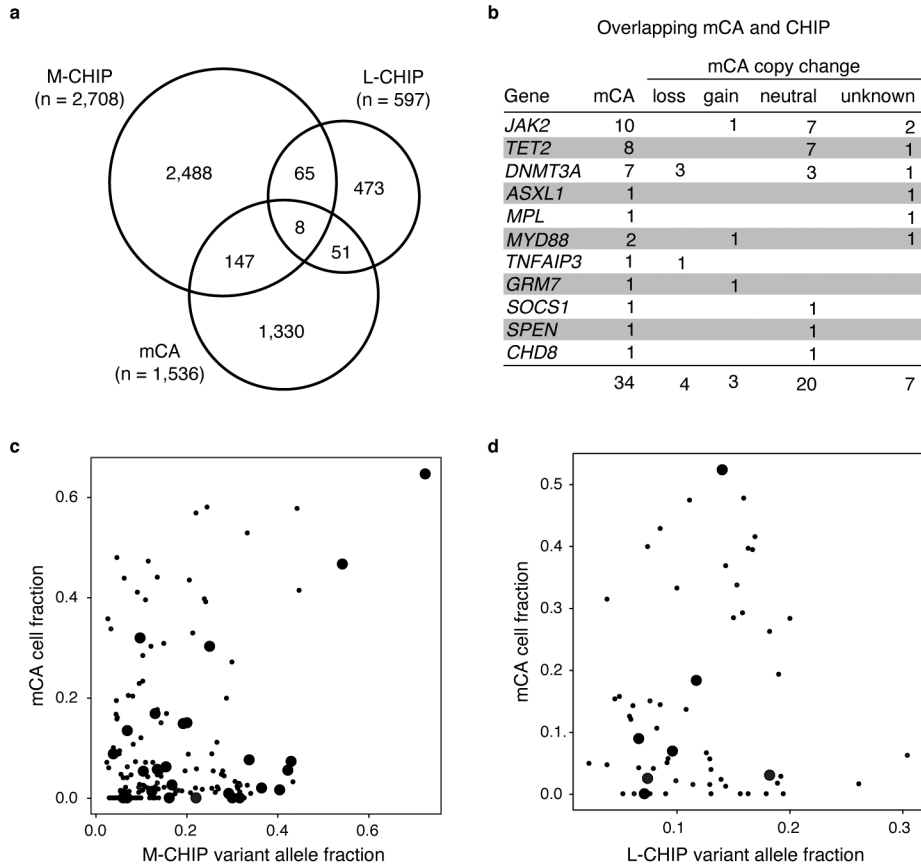 a
M-CHIP
(n = 2,708)
L-CHIP
(n = 597)
2,488
65
473
8
147
51
1,330
mCA
(n = 1,536)
b
Overlapping mCA and CHIP
mCA copy change
Gene mCA loss gain neutral unknown
JAK2 10 1 7 2
TET2 8 7 1
DNMT3A 7 3 3 1
ASXL1 1 1
MPL 1 1
MYD88 2 1 1
TNFAIP3 1 1
GRM7 1 1
SOCS1 1 1
SPEN 1 1
CHD8 1 1
34 4 3 20 7
c
mCA cell fraction
0.6
0.4
0.2
0.0
0.0 0.2 0.4 0.6
M-CHIP variant allele fraction
d
mCA cell fraction
0.5
0.4
0.3
0.2
0.1
0.0
0.1 0.2 0.3
L-CHIP variant allele fraction